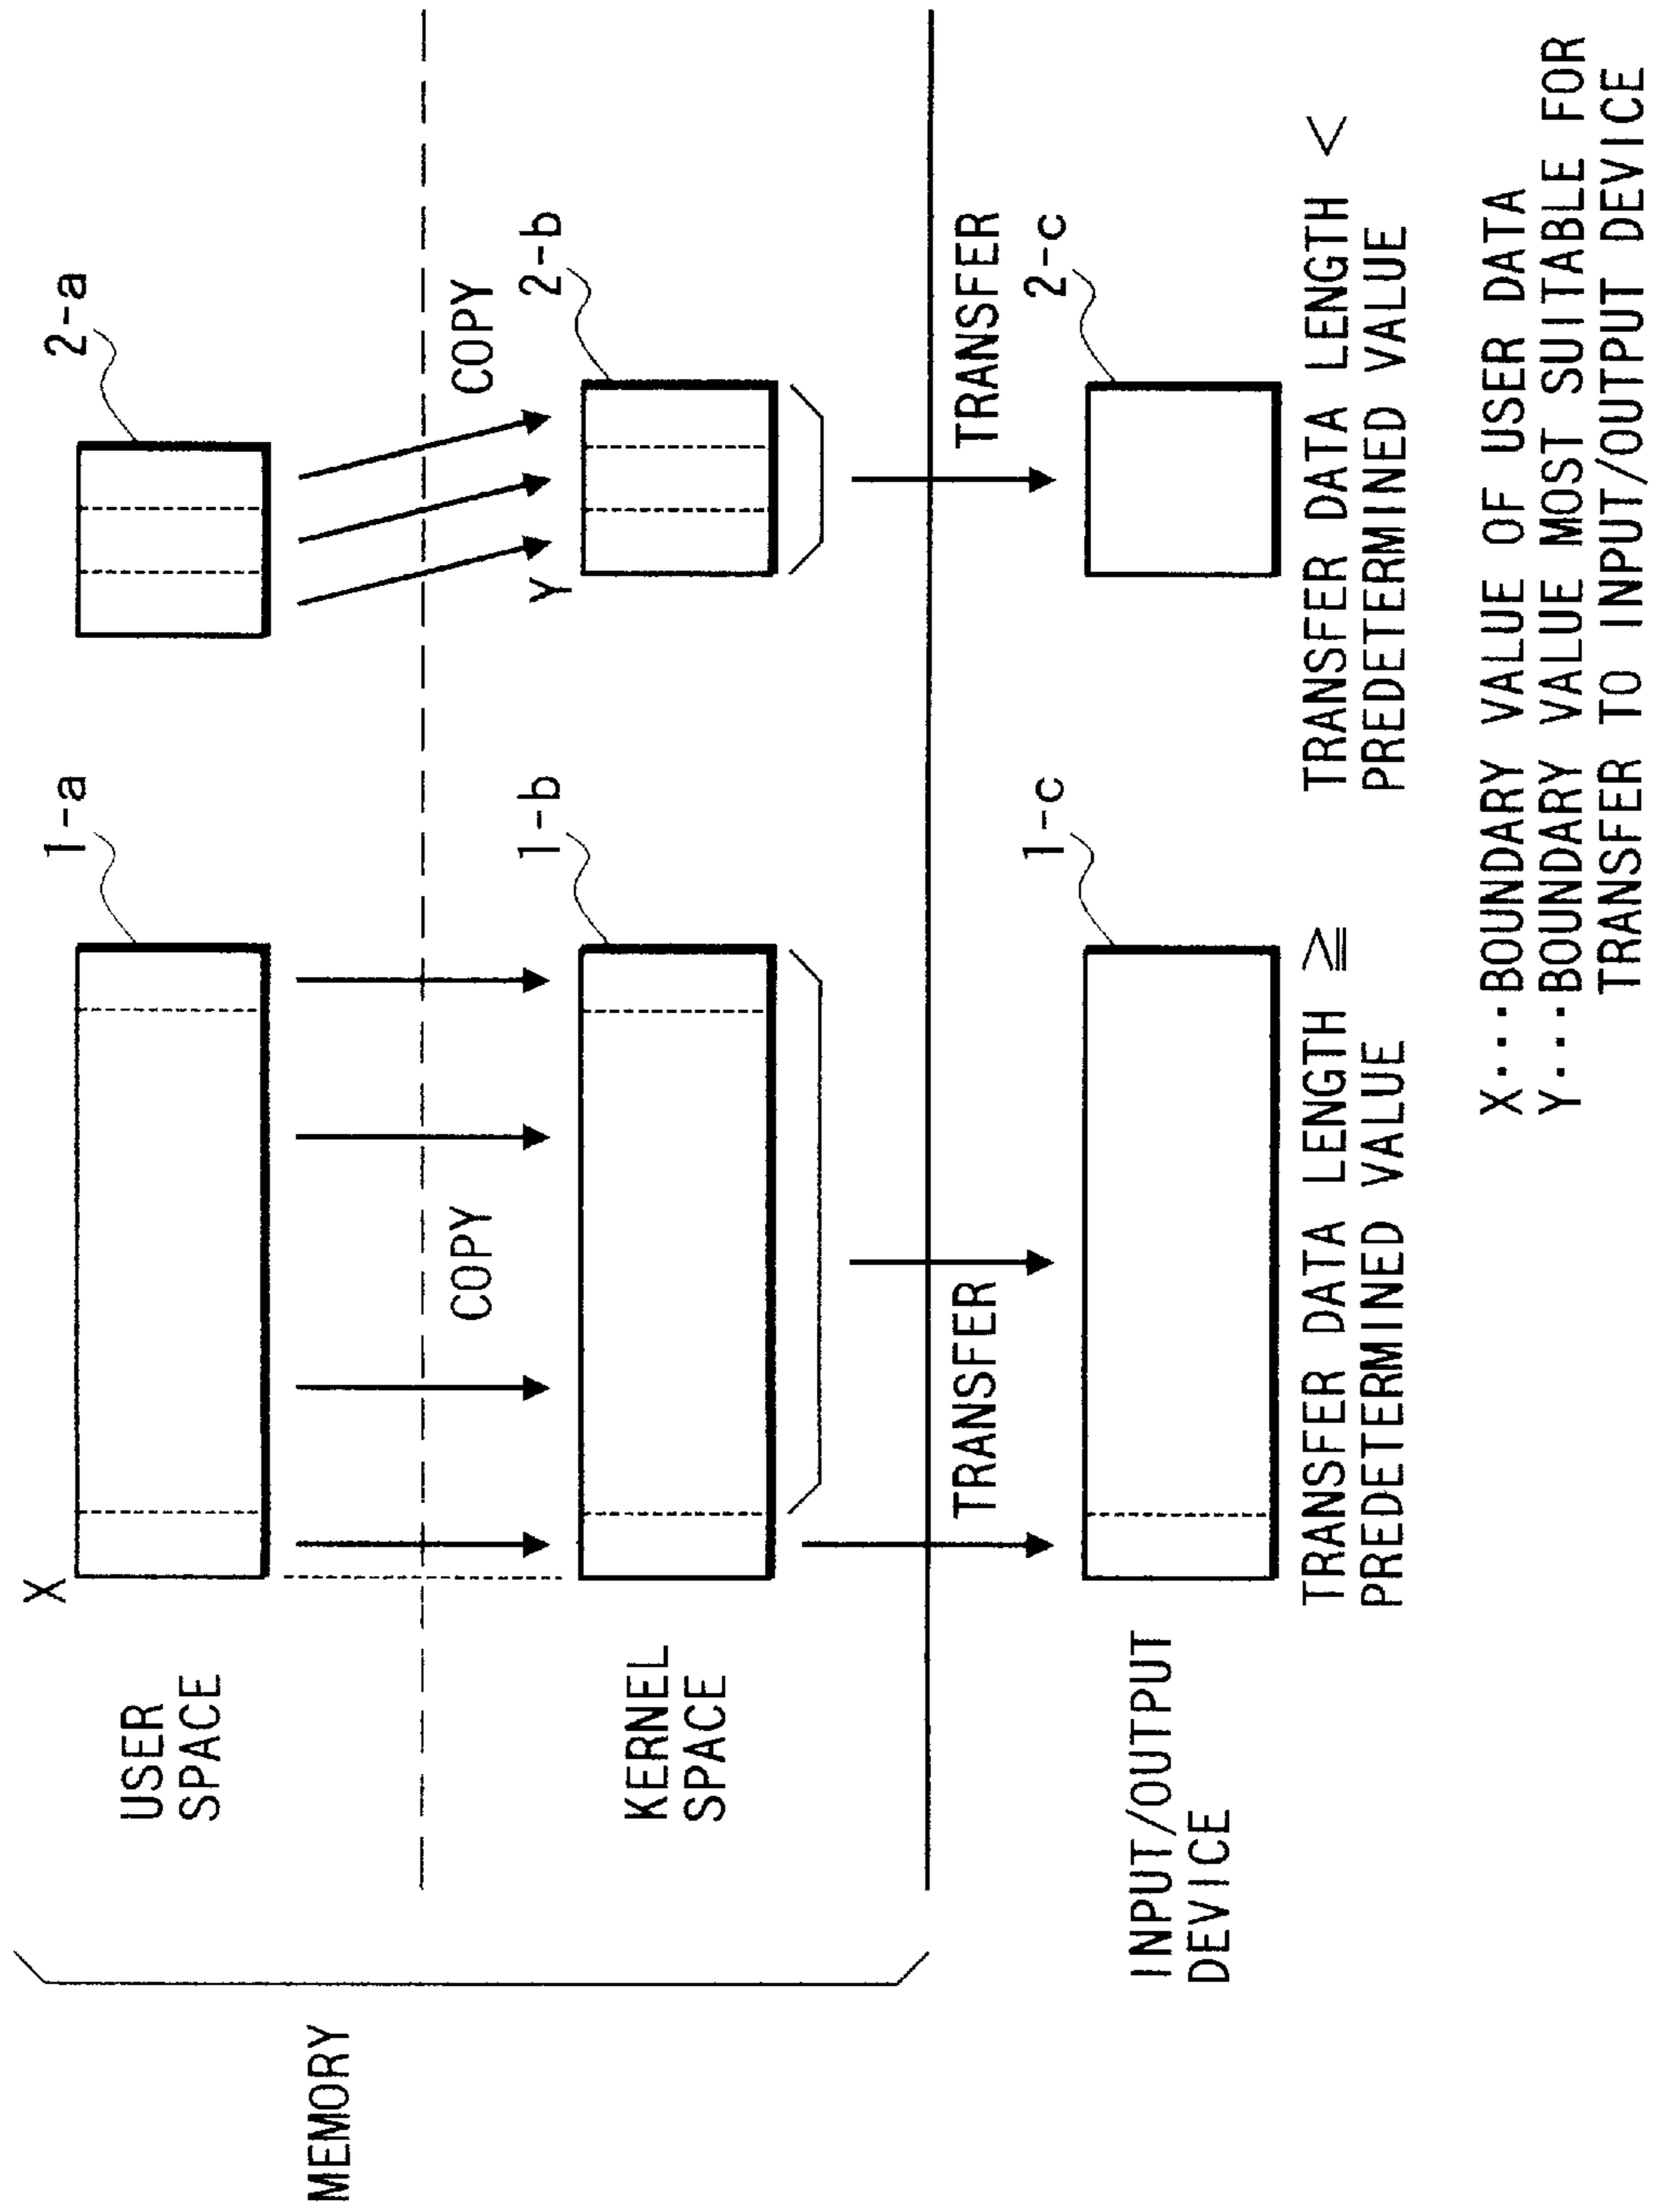 X
1-a
2-a
USER
SPACE
MEMORY
COPY
COPY
1-b
2-b
Y
KERNEL
SPACE
TRANSFER
TRANSFER
1-c
2-c
INPUT/OUTPUT
DEVICE
TRANSFER DATA LENGTH ≧
PREDETERMINED VALUE
TRANSFER DATA LENGTH <
PREDETERMINED VALUE
X···BOUNDARY VALUE OF USER DATA
Y···BOUNDARY VALUE MOST SUITABLE FOR
TRANSFER TO INPUT/OUTPUT DEVICE